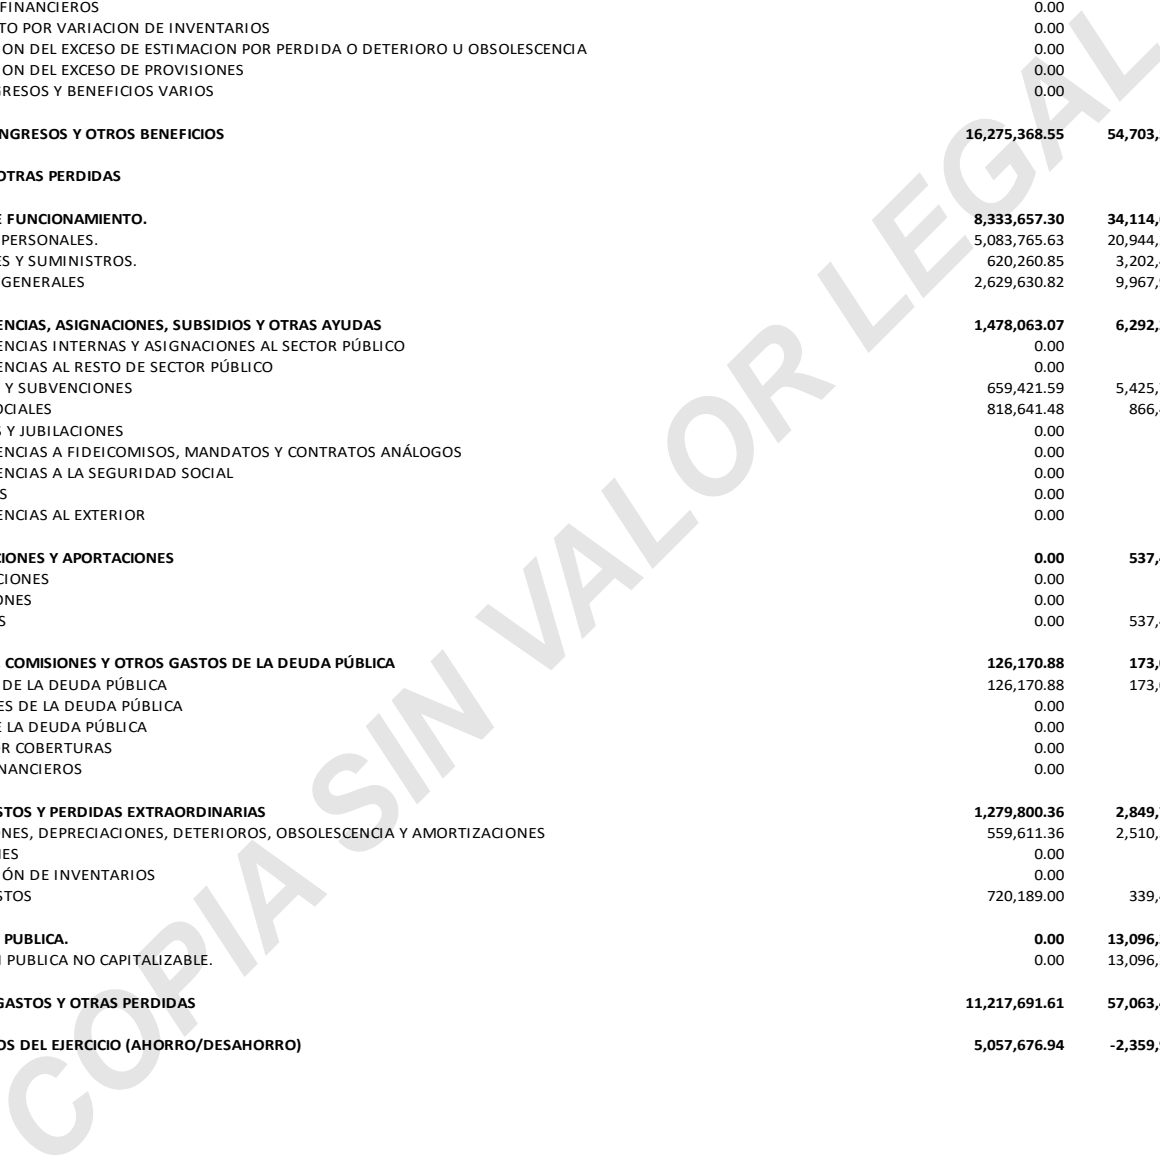 FINANCIEROS 0.00
TO POR VARIACION DE INVENTARIOS 0.00
ION DEL EXCESO DE ESTIMACION POR PERDIDA O DETERIORO U OBSOLESCENCIA 0.00
ION DEL EXCESO DE PROVISIONES 0.00
GRESOS Y BENEFICIOS VARIOS 0.00
INGRESOS Y OTROS BENEFICIOS 16,275,368.55 54,703,
OTRAS PERDIDAS
E FUNCIONAMIENTO. 8,333,657.30 34,114,
PERSONALES. 5,083,765.63 20,944,
ES Y SUMINISTROS. 620,260.85 3,202,
GENERALES 2,629,630.82 9,967,
ENCIAS, ASIGNACIONES, SUBSIDIOS Y OTRAS AYUDAS 1,478,063.07 6,292,
ENCIAS INTERNAS Y ASIGNACIONES AL SECTOR PÚBLICO 0.00
ENCIAS AL RESTO DE SECTOR PÚBLICO 0.00
Y SUBVENCIONES 659,421.59 5,425,
OCIALES 818,641.48 866,
S Y JUBILACIONES 0.00
ENCIAS A FIDEICOMISOS, MANDATOS Y CONTRATOS ANÁLOGOS 0.00
ENCIAS A LA SEGURIDAD SOCIAL 0.00
S 0.00
ENCIAS AL EXTERIOR 0.00
CIONES Y APORTACIONES 0.00 537,
CIONES 0.00
ONES 0.00
S 0.00 537,
COMISIONES Y OTROS GASTOS DE LA DEUDA PÚBLICA 126,170.88 173,
DE LA DEUDA PÚBLICA 126,170.88 173,
ES DE LA DEUDA PÚBLICA 0.00
E LA DEUDA PÚBLICA 0.00
R COBERTURAS 0.00
NANCIEROS 0.00
STOS Y PERDIDAS EXTRAORDINARIAS 1,279,800.36 2,849,
NES, DEPRECIACIONES, DETERIOROS, OBSOLESCENCIA Y AMORTIZACIONES 559,611.36 2,510,
NES 0.00
ÓN DE INVENTARIOS 0.00
STOS 720,189.00 339,
PUBLICA. 0.00 13,096,
N PUBLICA NO CAPITALIZABLE. 0.00 13,096,
GASTOS Y OTRAS PERDIDAS 11,217,691.61 57,063,
OS DEL EJERCICIO (AHORRO/DESAHORRO) 5,057,676.94 -2,359,
COPIA SIN VALOR LEGAL